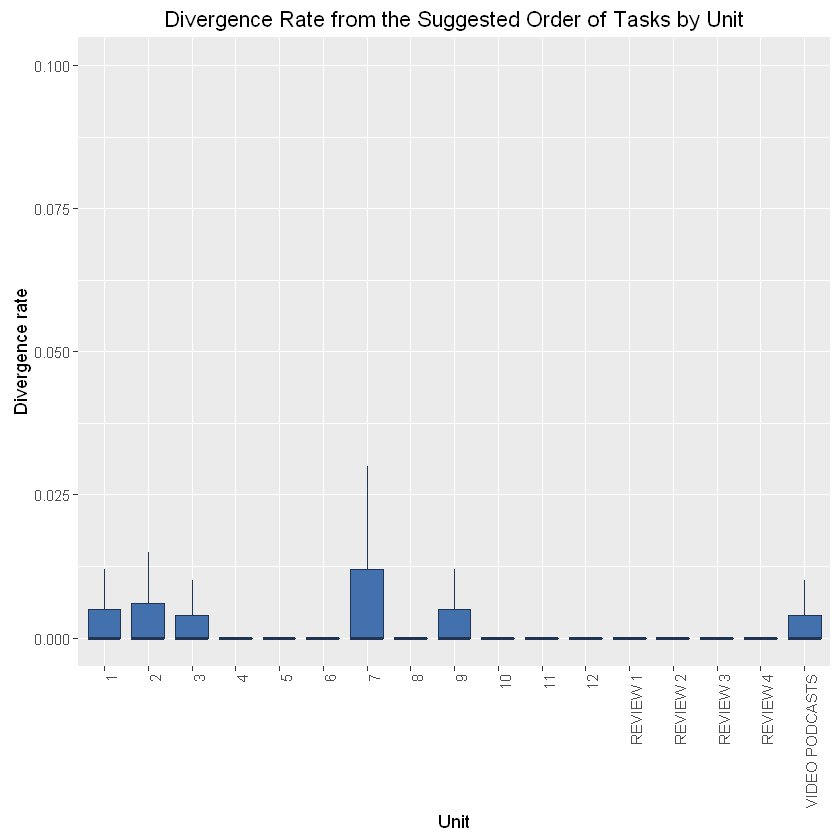 Divergence Rate from the Suggested Order of Tasks by Unit
0.100
0.075
0.050
0.025
0.000
Divergence rate
1
2
3
4
5
6
7
8
9
10
11
12
REVIEW 1
REVIEW 2
REVIEW 3
REVIEW 4
VIDEO PODCASTS
Unit